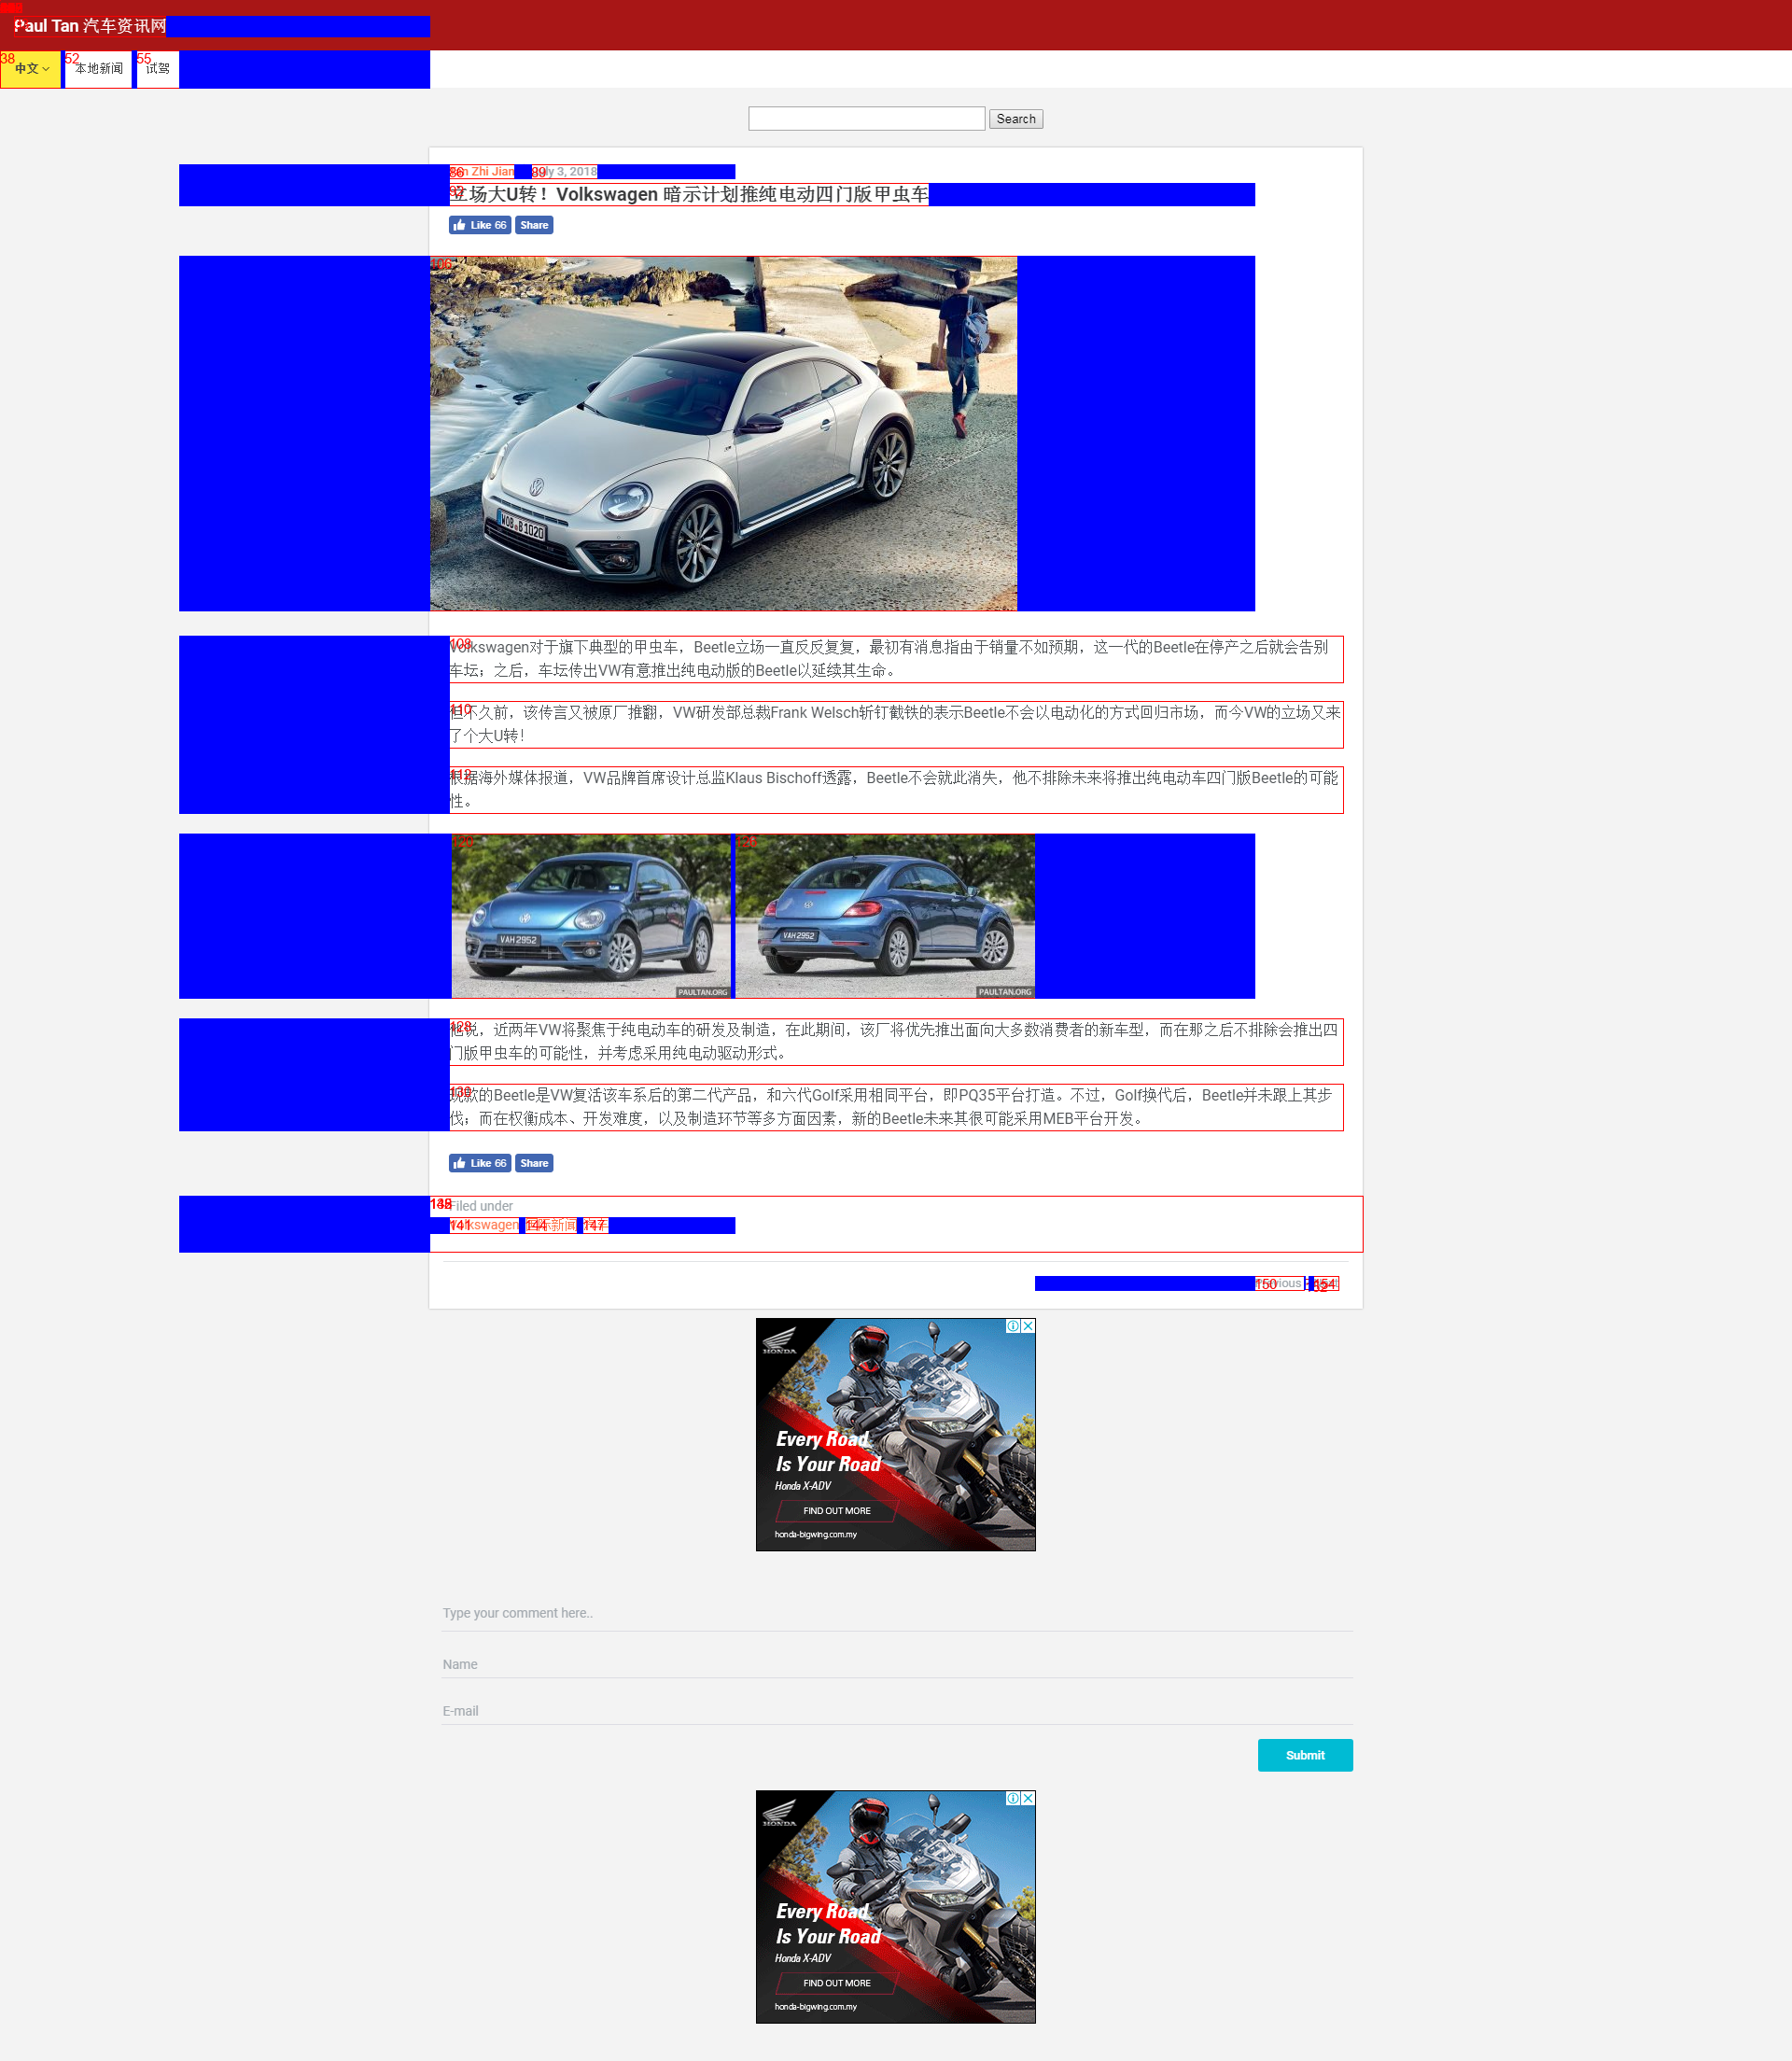 Paul Tan 汽车资讯网
38
52
55
中文
本地新闻
试驾
Search
86
Zhi Jian
89
3, 2018
立场大U转！Volkswagen 暗示计划推纯电动四门版甲虫车
Like 66
Share
106
WOB B 1020
108
Volkswagen对于旗下典型的甲虫车，Beetle立场一直反反复复，最初有消息指由于销量不如预期，这一代的Beetle在停产之后就会告别
车坛；之后，车坛传出VW有意推出纯电动版的Beetle以延续其生命。
110
但不久前，该传言又被原厂推翻，VW研发部总裁Frank Welsch斩钉截铁的表示Beetle不会以电动化的方式回归市场，而今VW的立场又来
了个大U转！
112
根据海外媒体报道，VW品牌首席设计总监Klaus Bischoff透露，Beetle不会就此消失，他不排除未来将推出纯电动车四门版Beetle的可能
性。
VAH 2952
PAULTAN.ORG
VAH 2952
PAULTAN.ORG
128
他说，近两年VW将聚焦于纯电动车的研发及制造，在此期间，该厂将优先推出面向大多数消费者的新车型，而在那之后不排除会推出四
门版甲虫车的可能性，并考虑采用纯电动驱动形式。
130
现款的Beetle是VW复活该车系后的第二代产品，和六代Golf采用相同平台，即PQ35平台打造。不过，Golf换代后，Beetle并未跟上其步
伐；而在权衡成本、开发难度，以及制造环节等多方面因素，新的Beetle未来其很可能采用MEB平台开发。
Like 66
Share
Filed under
141
Volkswagen
144
国际新闻
147
150
154
HONDA
Every Road
Is Your Road
Honda X-ADV
FIND OUT MORE
honda-bigwing.com.my
Type your comment here..
Name
E-mail
Submit
HONDA
Every Road
Is Your Road
Honda X-ADV
FIND OUT MORE
honda-bigwing.com.my